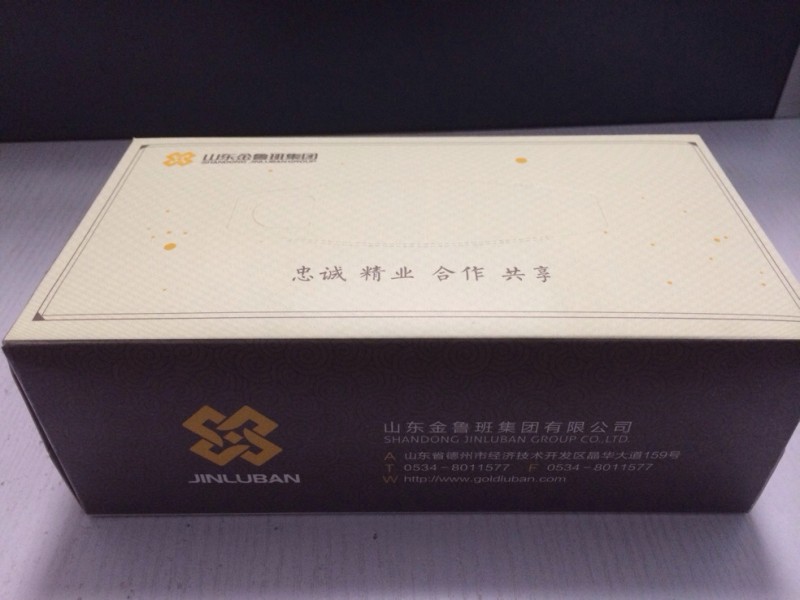 山东金鲁班集团
SHANDONG JINLUBAN GROUP
忠诚 精业 合作 共享
JINLUBAN
山东金鲁班集团有限公司
SHANDONG JINLUBAN GROUP CO.,LTD.
A 山东省德州市经济技术开发区晶华大道159号
T 0534-8011577 F 0534-8011577
W http://www.goldluban.com